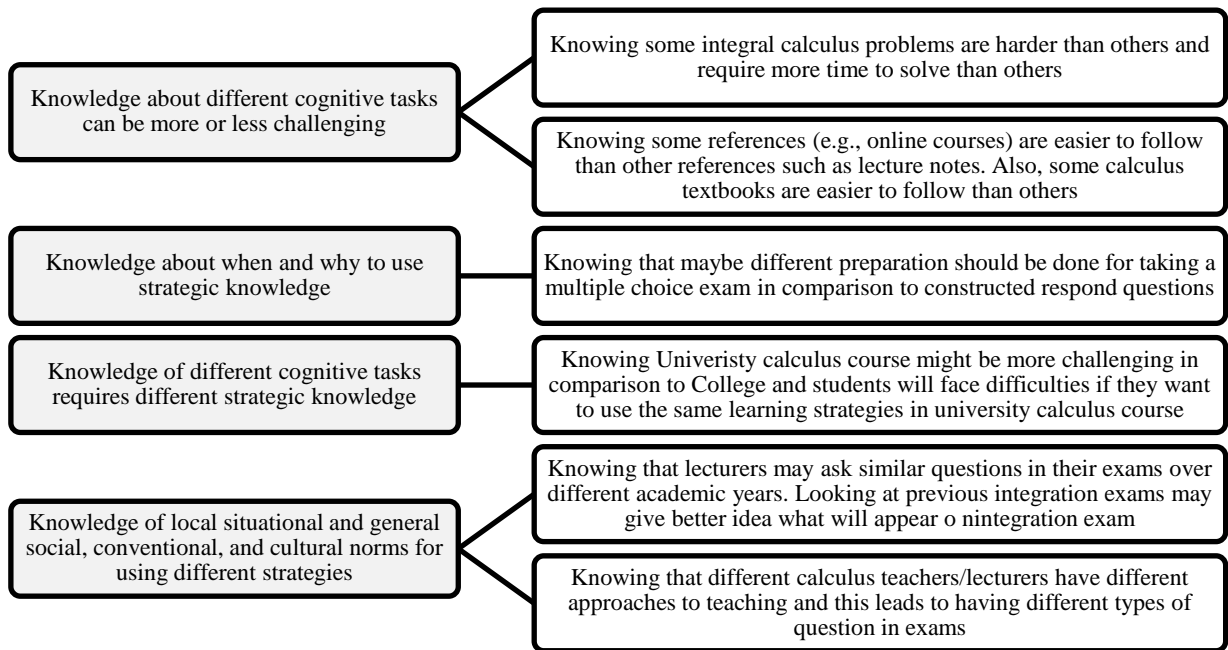 Knowledge about different cognitive tasks
can be more or less challenging
Knowing some integral calculus problems are harder than others and
require more time to solve than others
Knowing some references (e.g., online courses) are easier to follow
than other references such as lecture notes. Also, some calculus
textbooks are easier to follow than others
Knowledge about when and why to use
strategic knowledge
Knowing that maybe different preparation should be done for taking a
multiple choice exam in comparison to constructed respond questions
Knowledge of different cognitive tasks
requires different strategic knowledge
Knowing Univeristy calculus course might be more challenging in
comparison to College and students will face difficulties if they want
to use the same learning strategies in university calculus course
Knowledge of local situational and general
social, conventional, and cultural norms for
using different strategies
Knowing that lecturers may ask similar questions in their exams over
different academic years. Looking at previous integration exams may
give better idea what will appear o nintegration exam
Knowing that different calculus teachers/lecturers have different
approaches to teaching and this leads to having different types of
question in exams